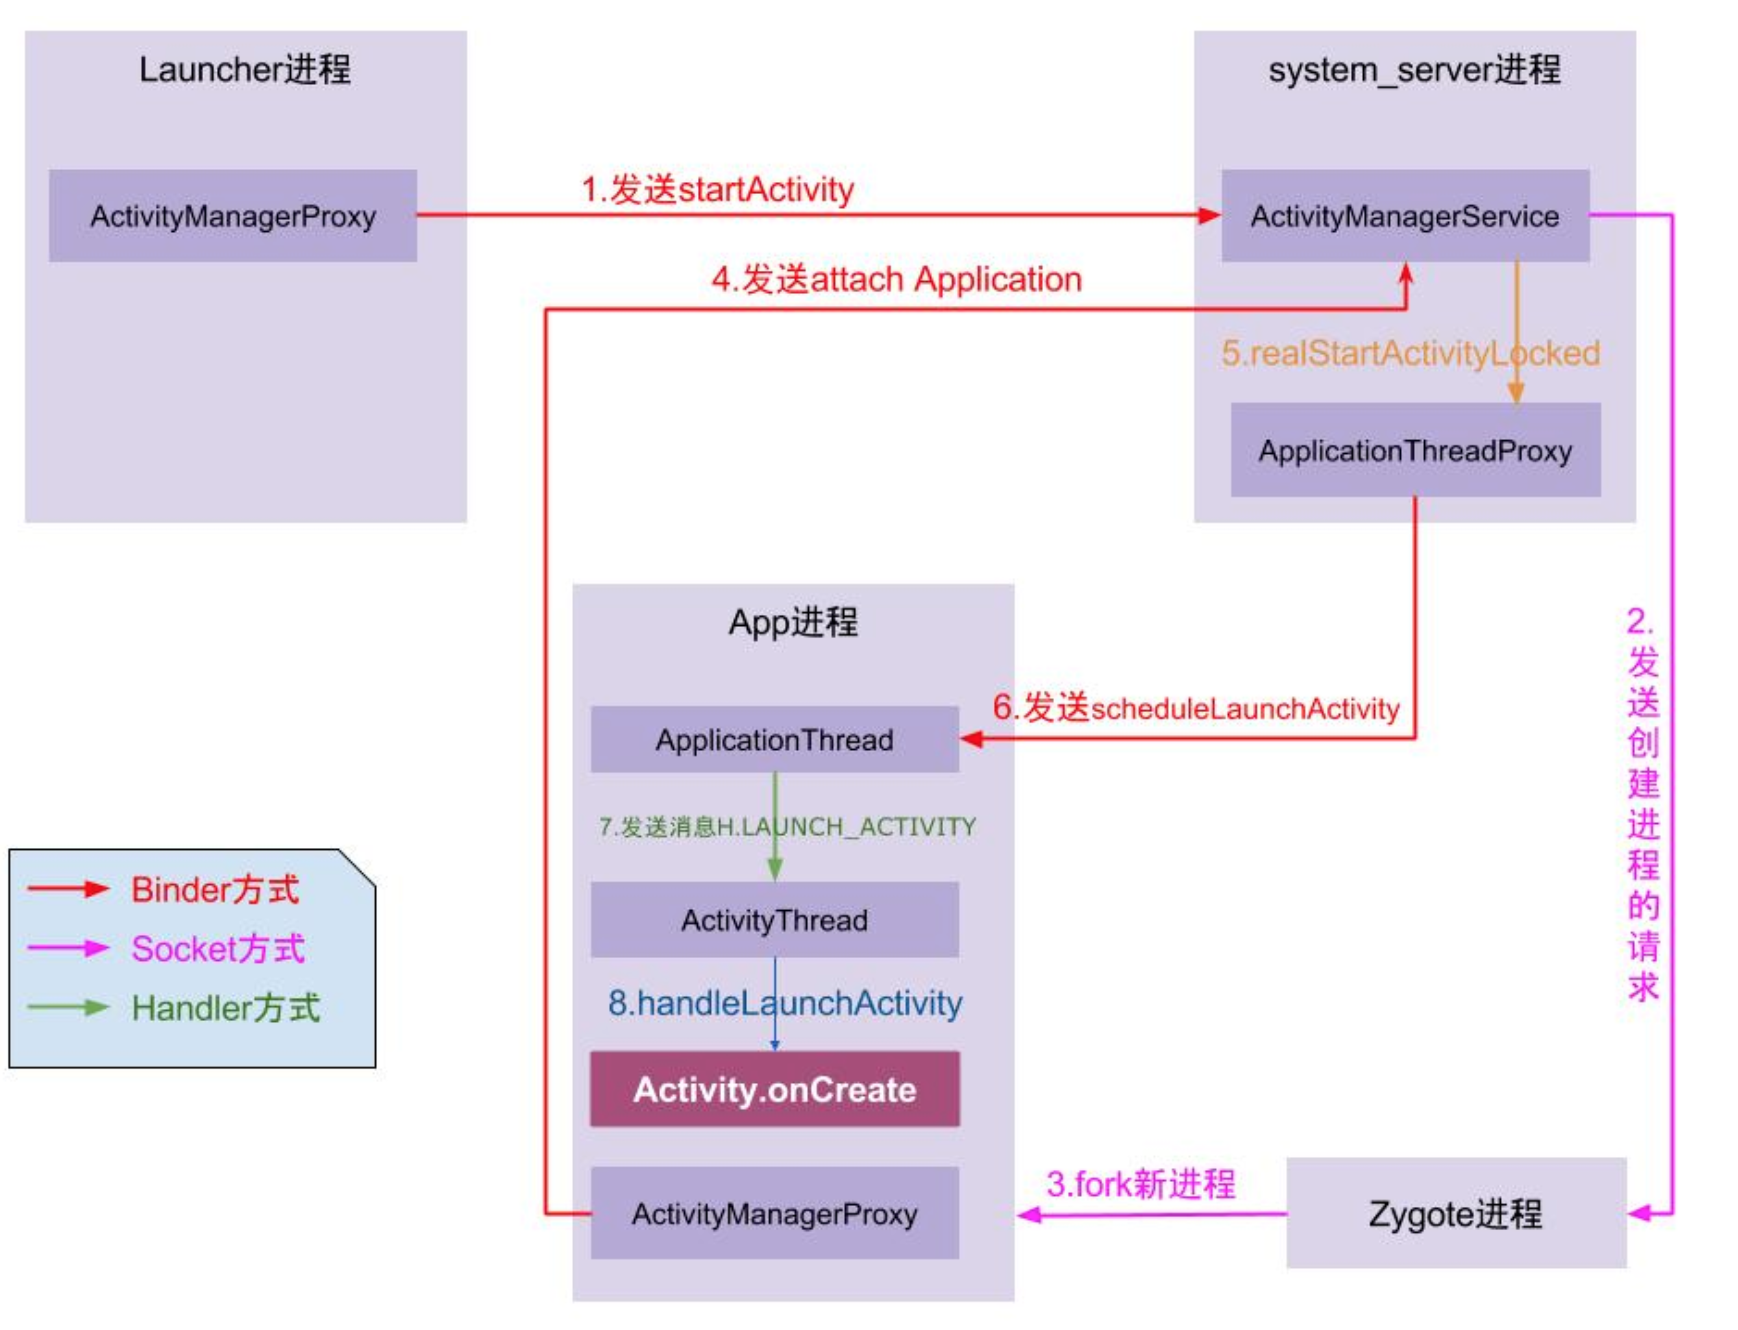 Launcher进程
system_server进程
ActivityManagerProxy
1.发送startActivity
ActivityManagerService
4.发送attach Application
5.realStartActivityLocked
ApplicationThreadProxy
App进程
2.发送创建进程的请求
6.发送scheduleLaunchActivity
ApplicationThread
7.发送消息H.LAUNCH_ACTIVITY
ActivityThread
8.handleLaunchActivity
Activity.onCreate
ActivityManagerProxy
3.fork新进程
Zygote进程
Binder方式
Socket方式
Handler方式